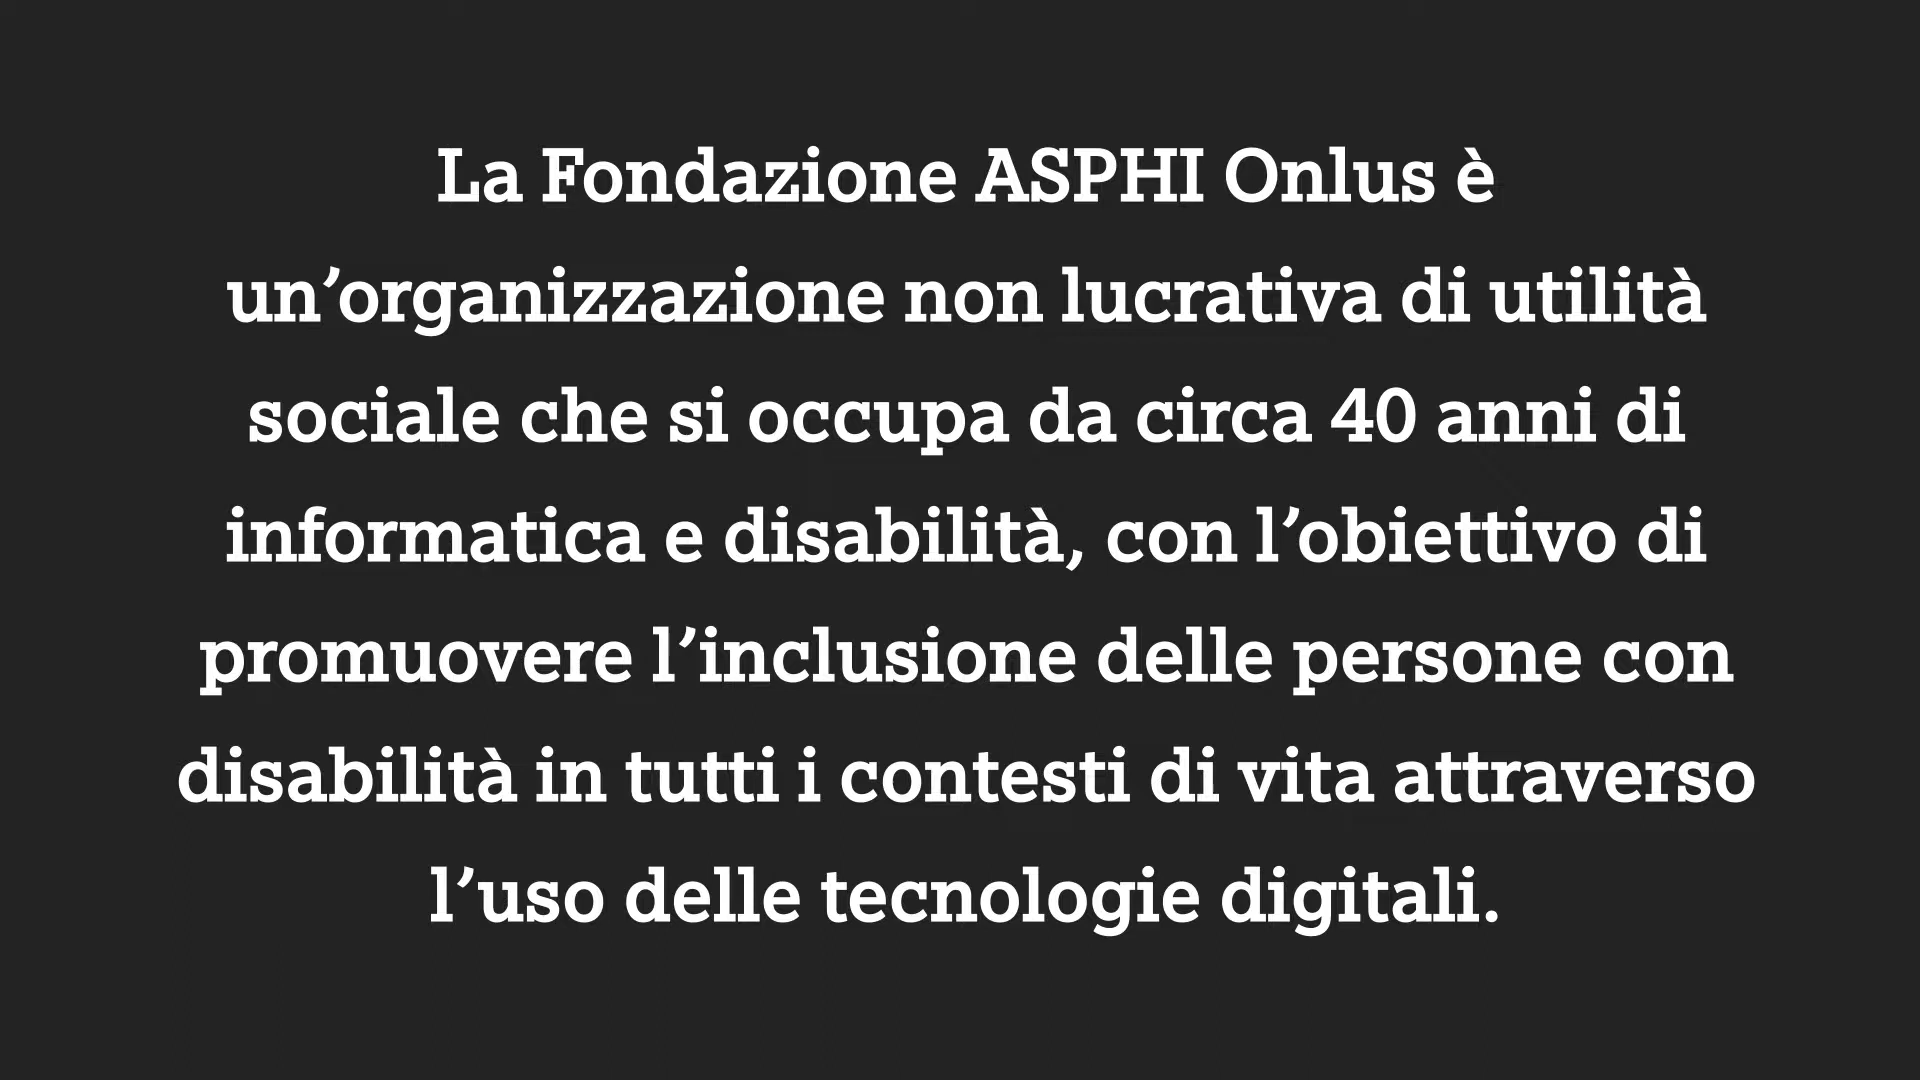 La Fondazione ASPHI Onlus è
un’organizzazione non lucrativa di utilità
sociale che si occupa da circa 40 anni di
informatica e disabilità, con l’obiettivo di
promuovere l’inclusione delle persone con
disabilità in tutti i contesti di vita attraverso
l’uso delle tecnologie digitali.